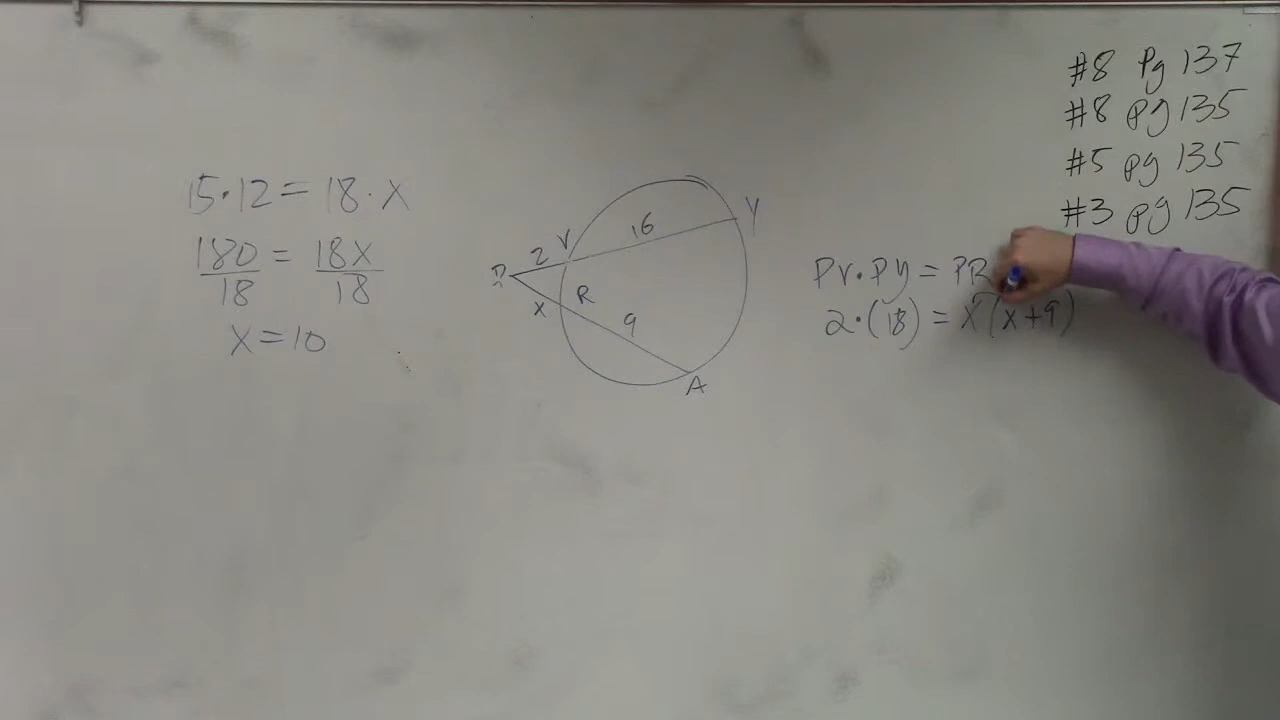 #8 Pg 137
#8 pg 135
#5 pg 135
#3 pg 135
15·12 = 18·x
180 = 18x
18 18
x = 10
P 2 V 16 Y
x R 9
A
PV·PY = PR
2·(18) = x(x+9)